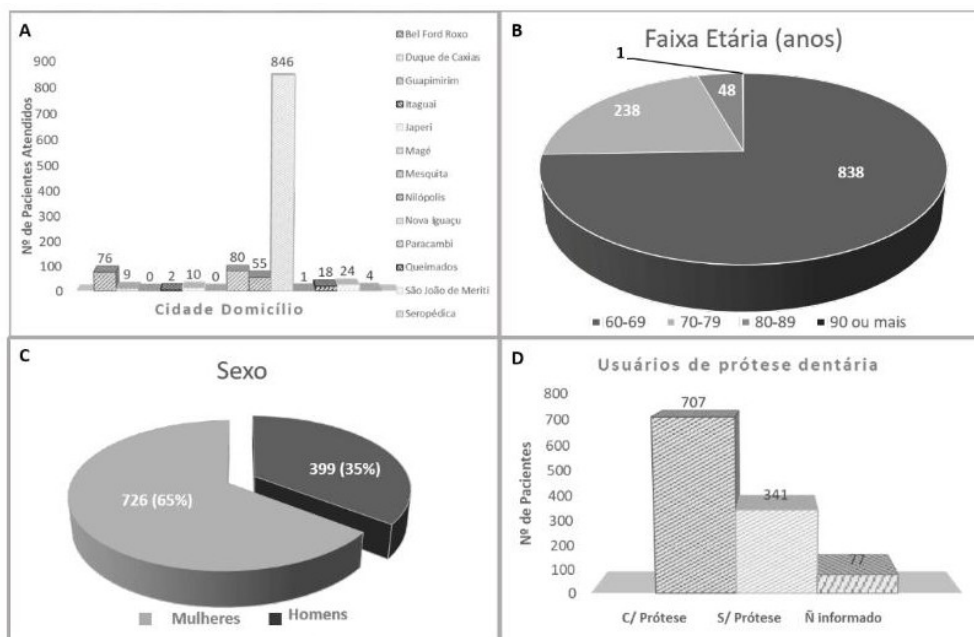 A
Nº de Pacientes Atendidos
900
800
700
600
500
400
300
200
100
0
76
9
0
2
10
0
80
55
846
1
18
24
4
Cidade Domicílio
Bel Ford Roxo
Duque de Caxias
Guapimirim
Itaguai
Japeri
Magé
Mesquita
Nilópolis
Nova Iguaçu
Paracambi
Queimados
São João de Meriti
Seropédica
B
Faixa Etária (anos)
1
48
238
838
60-69 70-79 80-89 90 ou mais
C
Sexo
399 (35%)
726 (65%)
Mulheres Homens
D
Usuários de prótese dentária
Nº de Pacientes
800
700
600
500
400
300
200
100
0
707
341
77
C/ Prótese S/ Prótese Ñ informado